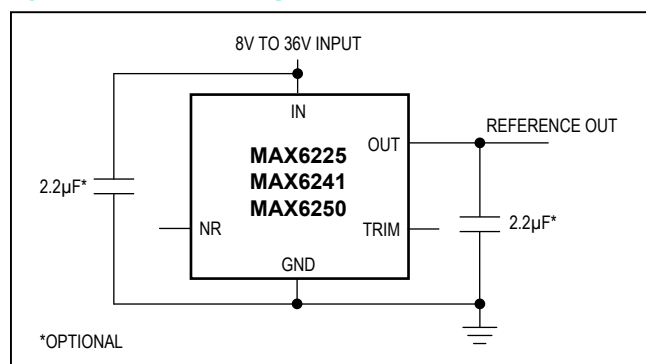 8V TO 36V INPUT
IN
OUT
REFERENCE OUT
MAX6225
MAX6241
MAX6250
2.2µF*
2.2µF*
NR
TRIM
GND
*OPTIONAL